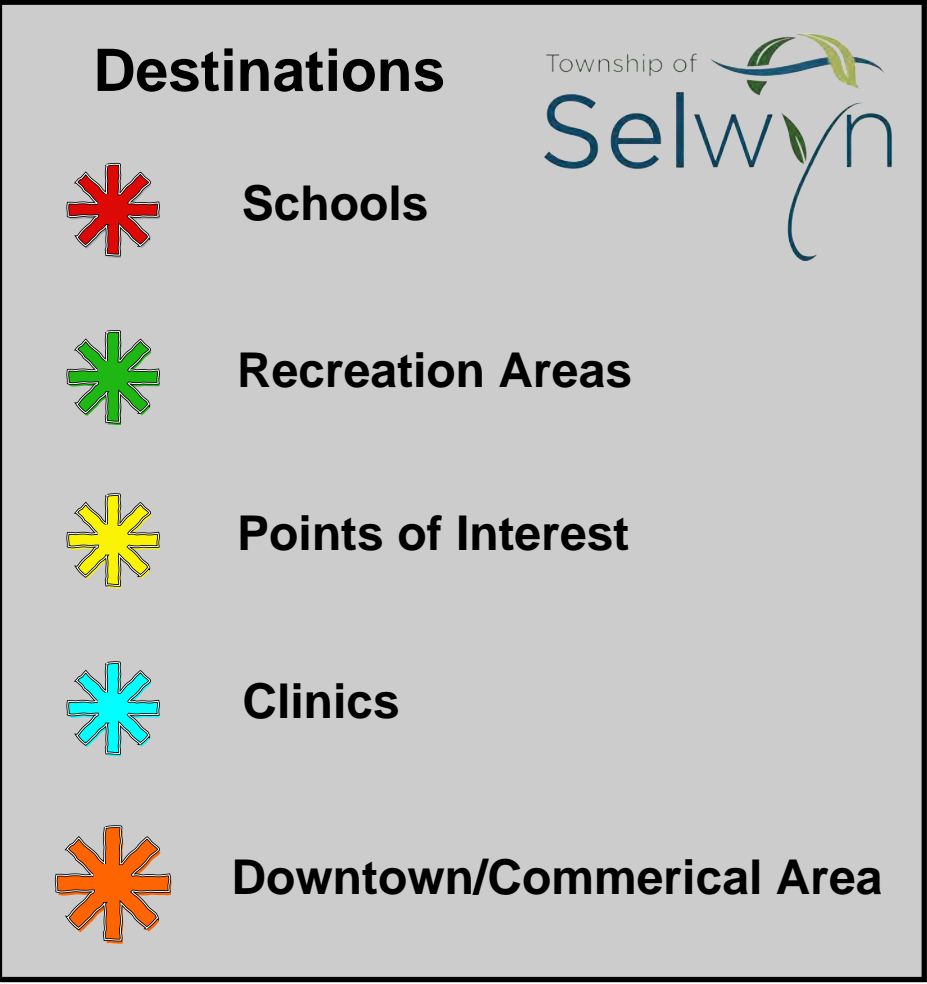 Destinations
Township of
Selwyn
Schools
Recreation Areas
Points of Interest
Clinics
Downtown/Commerical Area